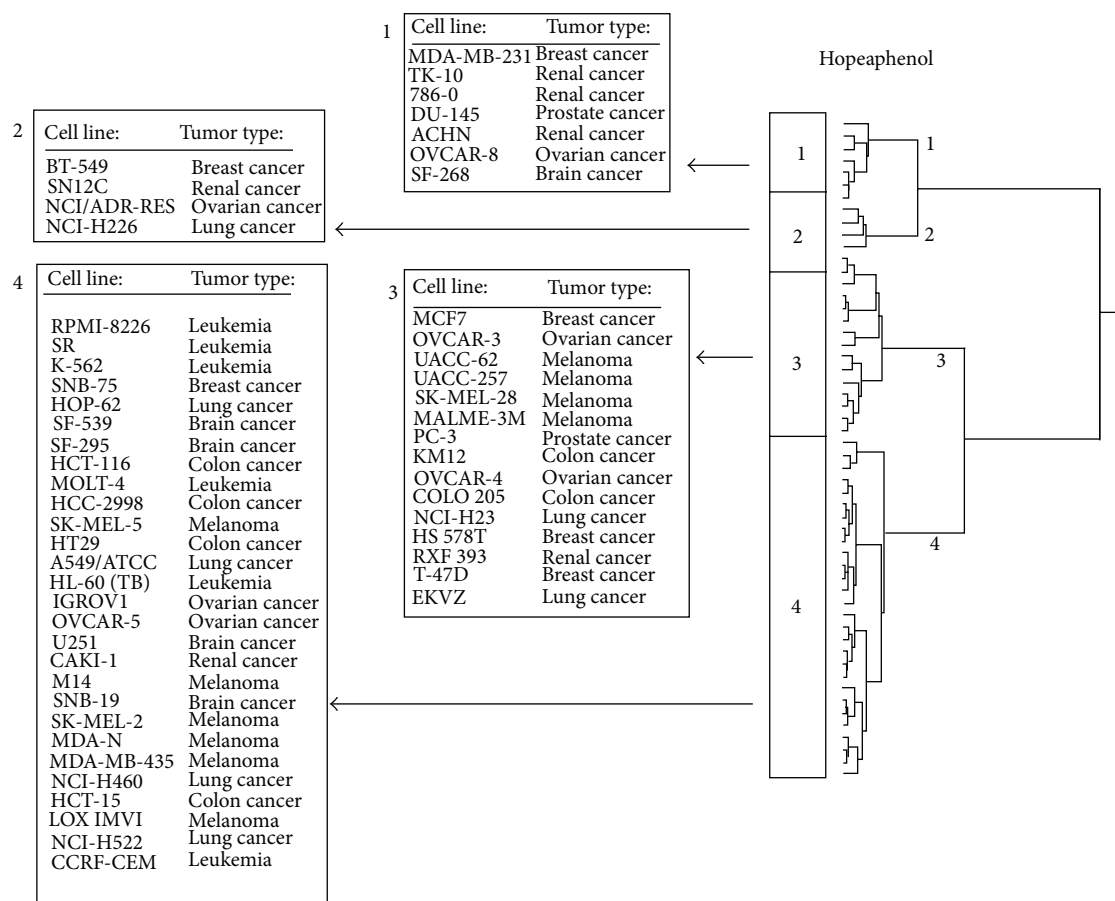 1
Cell line: Tumor type:
MDA-MB-231 Breast cancer
TK-10 Renal cancer
786-0 Renal cancer
DU-145 Prostate cancer
ACHN Renal cancer
OVCAR-8 Ovarian cancer
SF-268 Brain cancer
2
Cell line: Tumor type:
BT-549 Breast cancer
SN12C Renal cancer
NCI/ADR-RES Ovarian cancer
NCI-H226 Lung cancer
4
Cell line: Tumor type:
RPMI-8226 Leukemia
SR Leukemia
K-562 Leukemia
SNB-75 Breast cancer
HOP-62 Lung cancer
SF-539 Brain cancer
SF-295 Brain cancer
HCT-116 Colon cancer
MOLT-4 Leukemia
HCC-2998 Colon cancer
SK-MEL-5 Melanoma
HT29 Colon cancer
A549/ATCC Lung cancer
HL-60 (TB) Leukemia
IGROV1 Ovarian cancer
OVCAR-5 Ovarian cancer
U251 Brain cancer
CAKI-1 Renal cancer
M14 Melanoma
SNB-19 Brain cancer
SK-MEL-2 Melanoma
MDA-N Melanoma
MDA-MB-435 Melanoma
NCI-H460 Lung cancer
HCT-15 Colon cancer
LOX IMVI Melanoma
NCI-H522 Lung cancer
CCRF-CEM Leukemia
3
Cell line: Tumor type:
MCF7 Breast cancer
OVCAR-3 Ovarian cancer
UACC-62 Melanoma
UACC-257 Melanoma
SK-MEL-28 Melanoma
MALME-3M Melanoma
PC-3 Prostate cancer
KM12 Colon cancer
OVCAR-4 Ovarian cancer
COLO 205 Colon cancer
NCI-H23 Lung cancer
HS 578T Breast cancer
RXF 393 Renal cancer
T-47D Breast cancer
EKVZ Lung cancer
Hopeaphenol
1
2
3
4
1
2
3
4